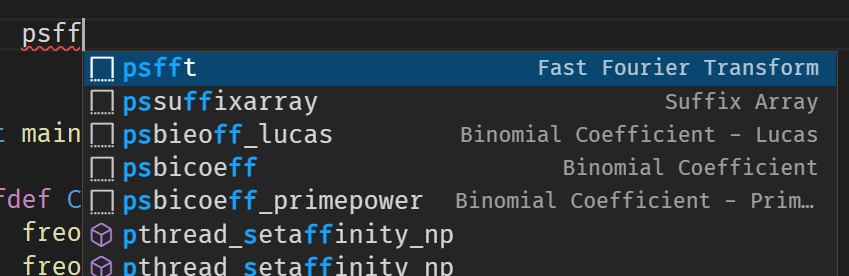 psff
psfft Fast Fourier Transform
pssuffixarray Suffix Array
t main psbieoff_lucas Binomial Coefficient - Lucas
psbicoeff Binomial Coefficient
fdef C psbicoeff_primepower Binomial Coefficient - Prim…
freo pthread_setaffinity_np
freo pthread_setaffinity_np